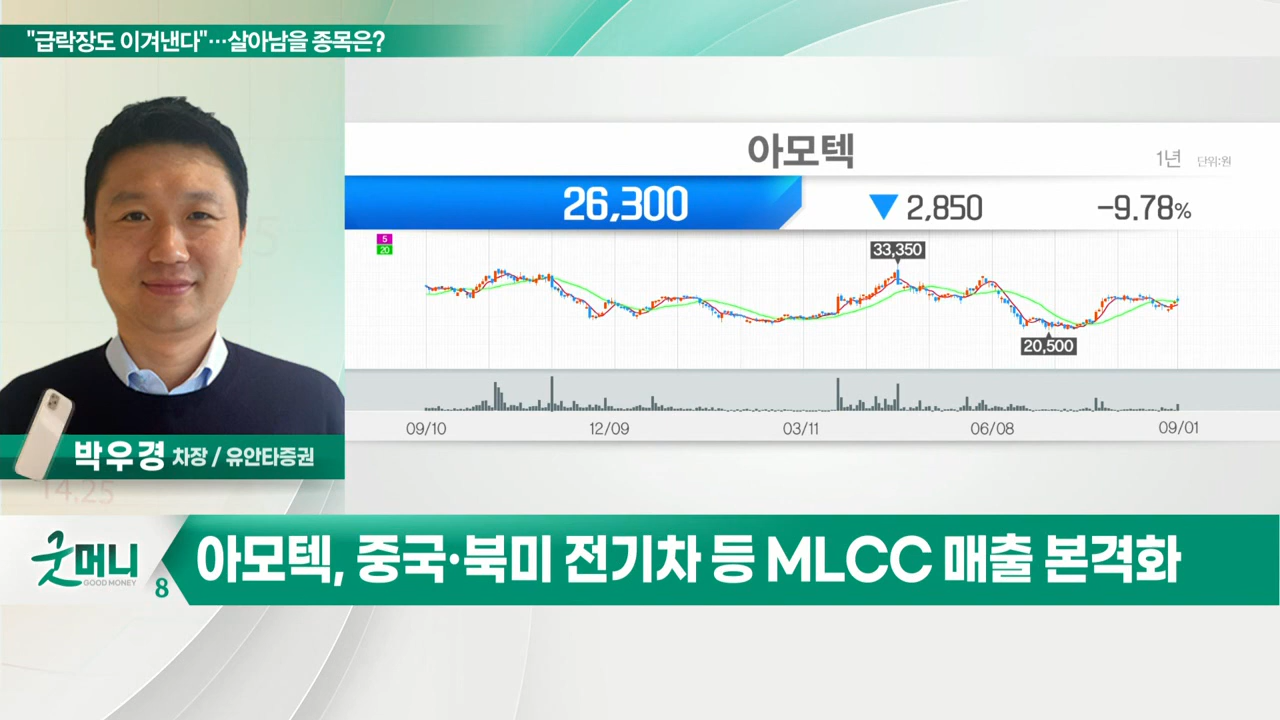 "급락장도 이겨낸다"…살아남을 종목은?
아모텍
1년 단위:원
26,300 ▼ 2,850 -9.78%
5
20
33,350
20,500
09/10 12/09 03/11 06/08 09/01
박우경 차장 / 유안타증권
14.25
굿머니
GOOD MONEY
8
아모텍, 중국·북미 전기차 등 MLCC 매출 본격화